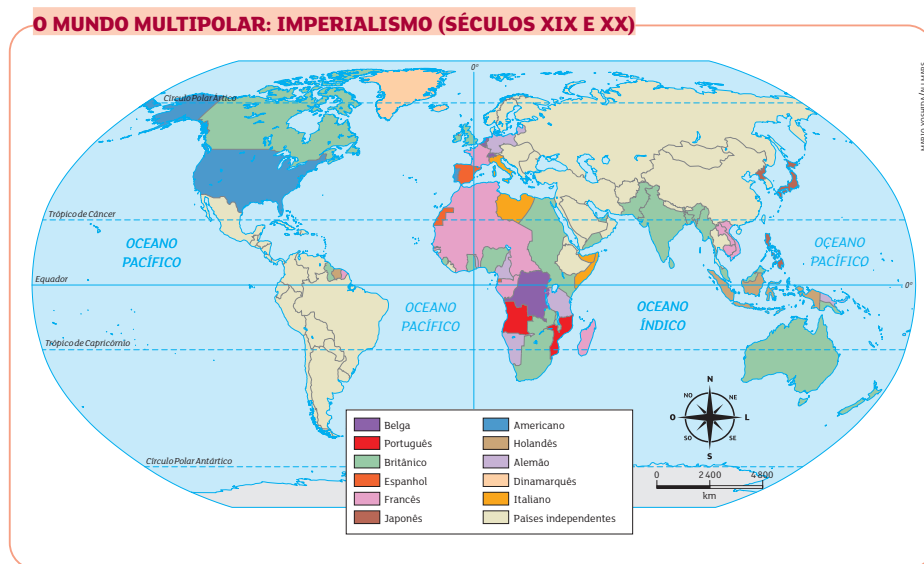 O MUNDO MULTIPOLAR: IMPERIALISMO (SÉCULOS XIX E XX)
0°
Círculo Polar Ártico
Trópico de Câncer
OCEANO
PACÍFICO
OCEANO
PACÍFICO
Equador
0°
OCEANO
PACÍFICO
OCEANO
ÍNDICO
Trópico de Capricórnio
N
NO
NE
O
L
SO
SE
S
Círculo Polar Antártico
0
2 400
4 800
km
Belga
Português
Britânico
Espanhol
Francês
Japonês
Americano
Holandês
Alemão
Dinamarquês
Italiano
Países independentes